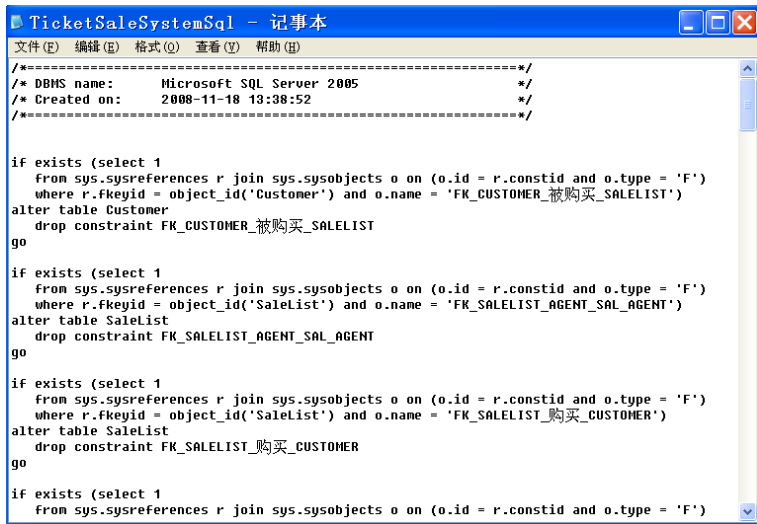 TicketSaleSystemSql - 记事本
文件(F) 编辑(E) 格式(O) 查看(V) 帮助(H)
/*==============================================================*/
/* DBMS name:      Microsoft SQL Server 2005                    */
/* Created on:     2008-11-18 13:38:52                          */
/*==============================================================*/
if exists (select 1
   from sys.sysreferences r join sys.sysobjects o on (o.id = r.constid and o.type = 'F')
   where r.fkeyid = object_id('Customer') and o.name = 'FK_CUSTOMER_被购买_SALELIST')
alter table Customer
   drop constraint FK_CUSTOMER_被购买_SALELIST
go
if exists (select 1
   from sys.sysreferences r join sys.sysobjects o on (o.id = r.constid and o.type = 'F')
   where r.fkeyid = object_id('SaleList') and o.name = 'FK_SALELIST_AGENT_SAL_AGENT')
alter table SaleList
   drop constraint FK_SALELIST_AGENT_SAL_AGENT
go
if exists (select 1
   from sys.sysreferences r join sys.sysobjects o on (o.id = r.constid and o.type = 'F')
   where r.fkeyid = object_id('SaleList') and o.name = 'FK_SALELIST_购买_CUSTOMER')
alter table SaleList
   drop constraint FK_SALELIST_购买_CUSTOMER
go
if exists (select 1
   from sys.sysreferences r join sys.sysobjects o on (o.id = r.constid and o.type = 'F')